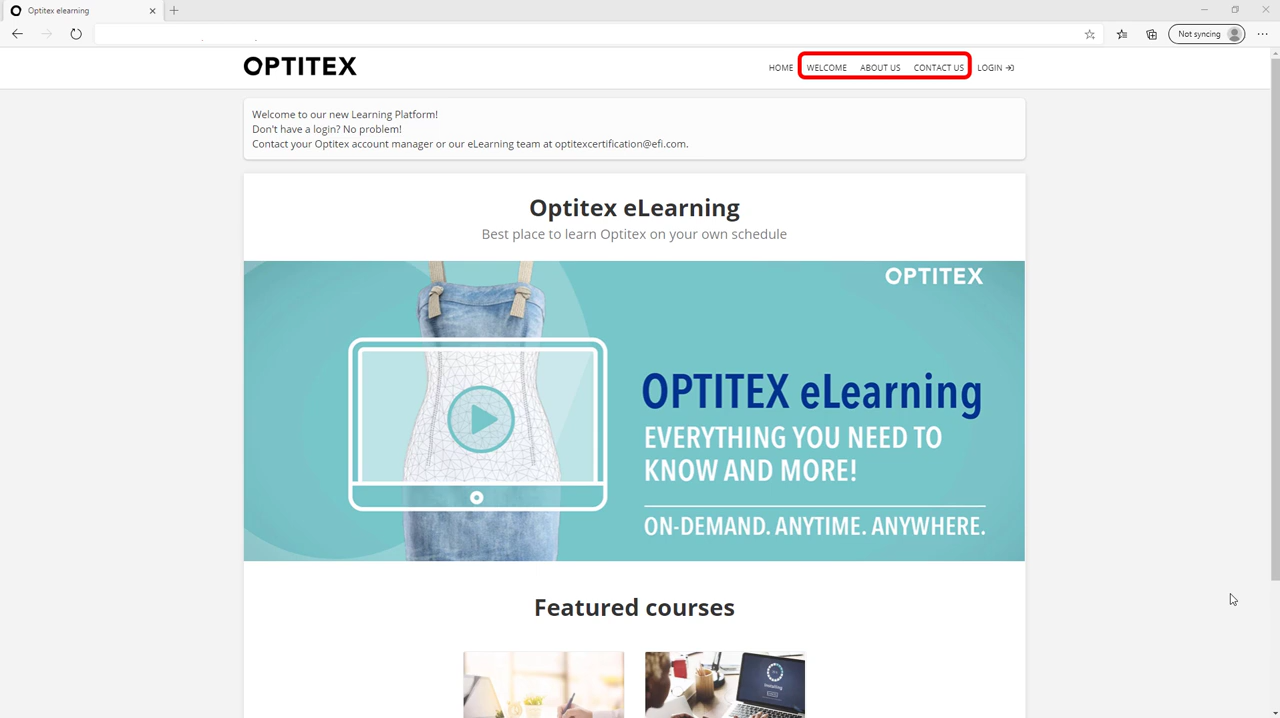 Optitex elearning
Not syncing
OPTITEX
HOME WELCOME ABOUT US CONTACT US LOGIN
Welcome to our new Learning Platform!
Don't have a login? No problem!
Contact your Optitex account manager or our eLearning team at optitexcertification@efi.com.
Optitex eLearning
Best place to learn Optitex on your own schedule
OPTITEX
OPTITEX eLearning
EVERYTHING YOU NEED TO
KNOW AND MORE!
ON-DEMAND. ANYTIME. ANYWHERE.
Featured courses
Installing